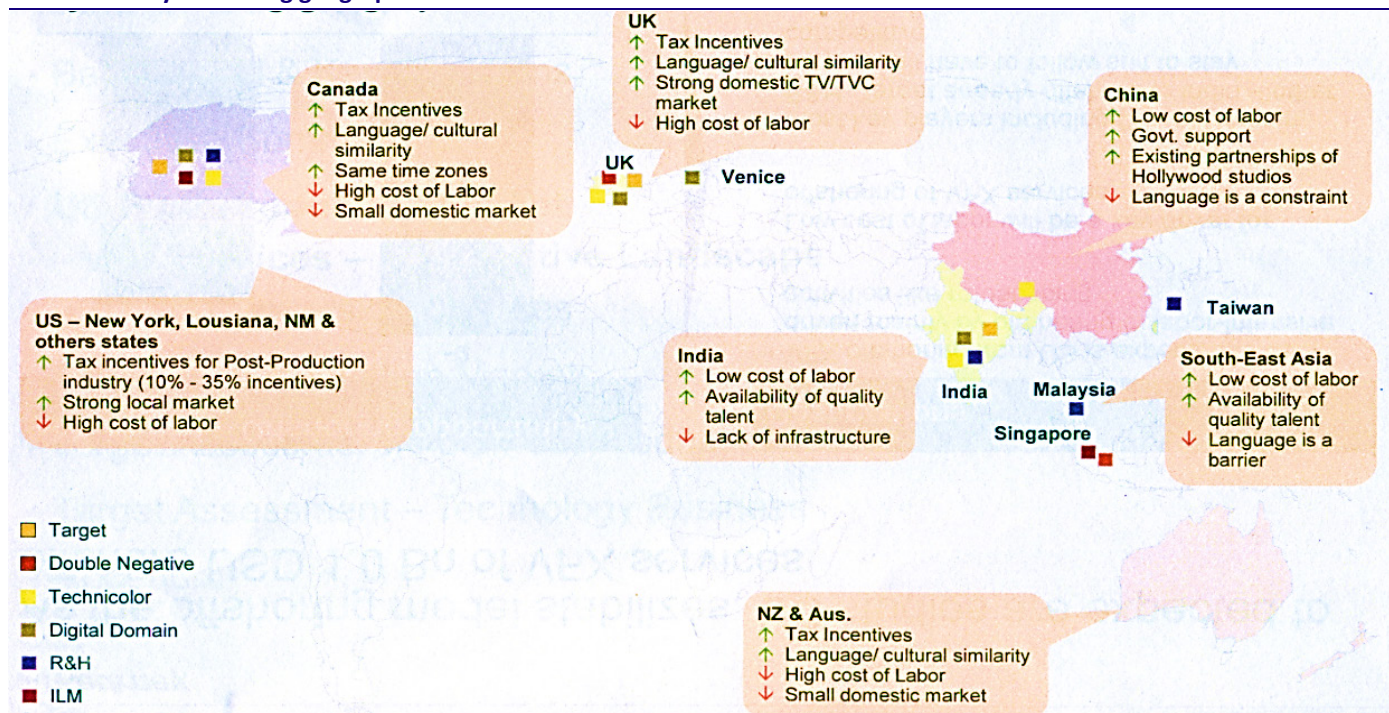 UK
↑ Tax Incentives
↑ Language/ cultural similarity
↑ Strong domestic TV/TVC
market
↓ High cost of labor
Canada
↑ Tax Incentives
↑ Language/ cultural
similarity
↑ Same time zones
↓ High cost of Labor
↓ Small domestic market
China
↑ Low cost of labor
↑ Govt. support
↑ Existing partnerships of
Hollywood studios
↓ Language is a constraint
UK
Venice
Taiwan
US – New York, Lousiana, NM &
others states
↑ Tax incentives for Post-Production
industry (10% - 35% incentives)
↑ Strong local market
↓ High cost of labor
India
↑ Low cost of labor
↑ Availability of quality
talent
↓ Lack of infrastructure
India
Malaysia
Singapore
South-East Asia
↑ Low cost of labor
↑ Availability of
quality talent
↓ Language is a
barrier
Target
Double Negative
Technicolor
Digital Domain
R&H
ILM
NZ & Aus.
↑ Tax Incentives
↑ Language/ cultural similarity
↓ High cost of Labor
↓ Small domestic market